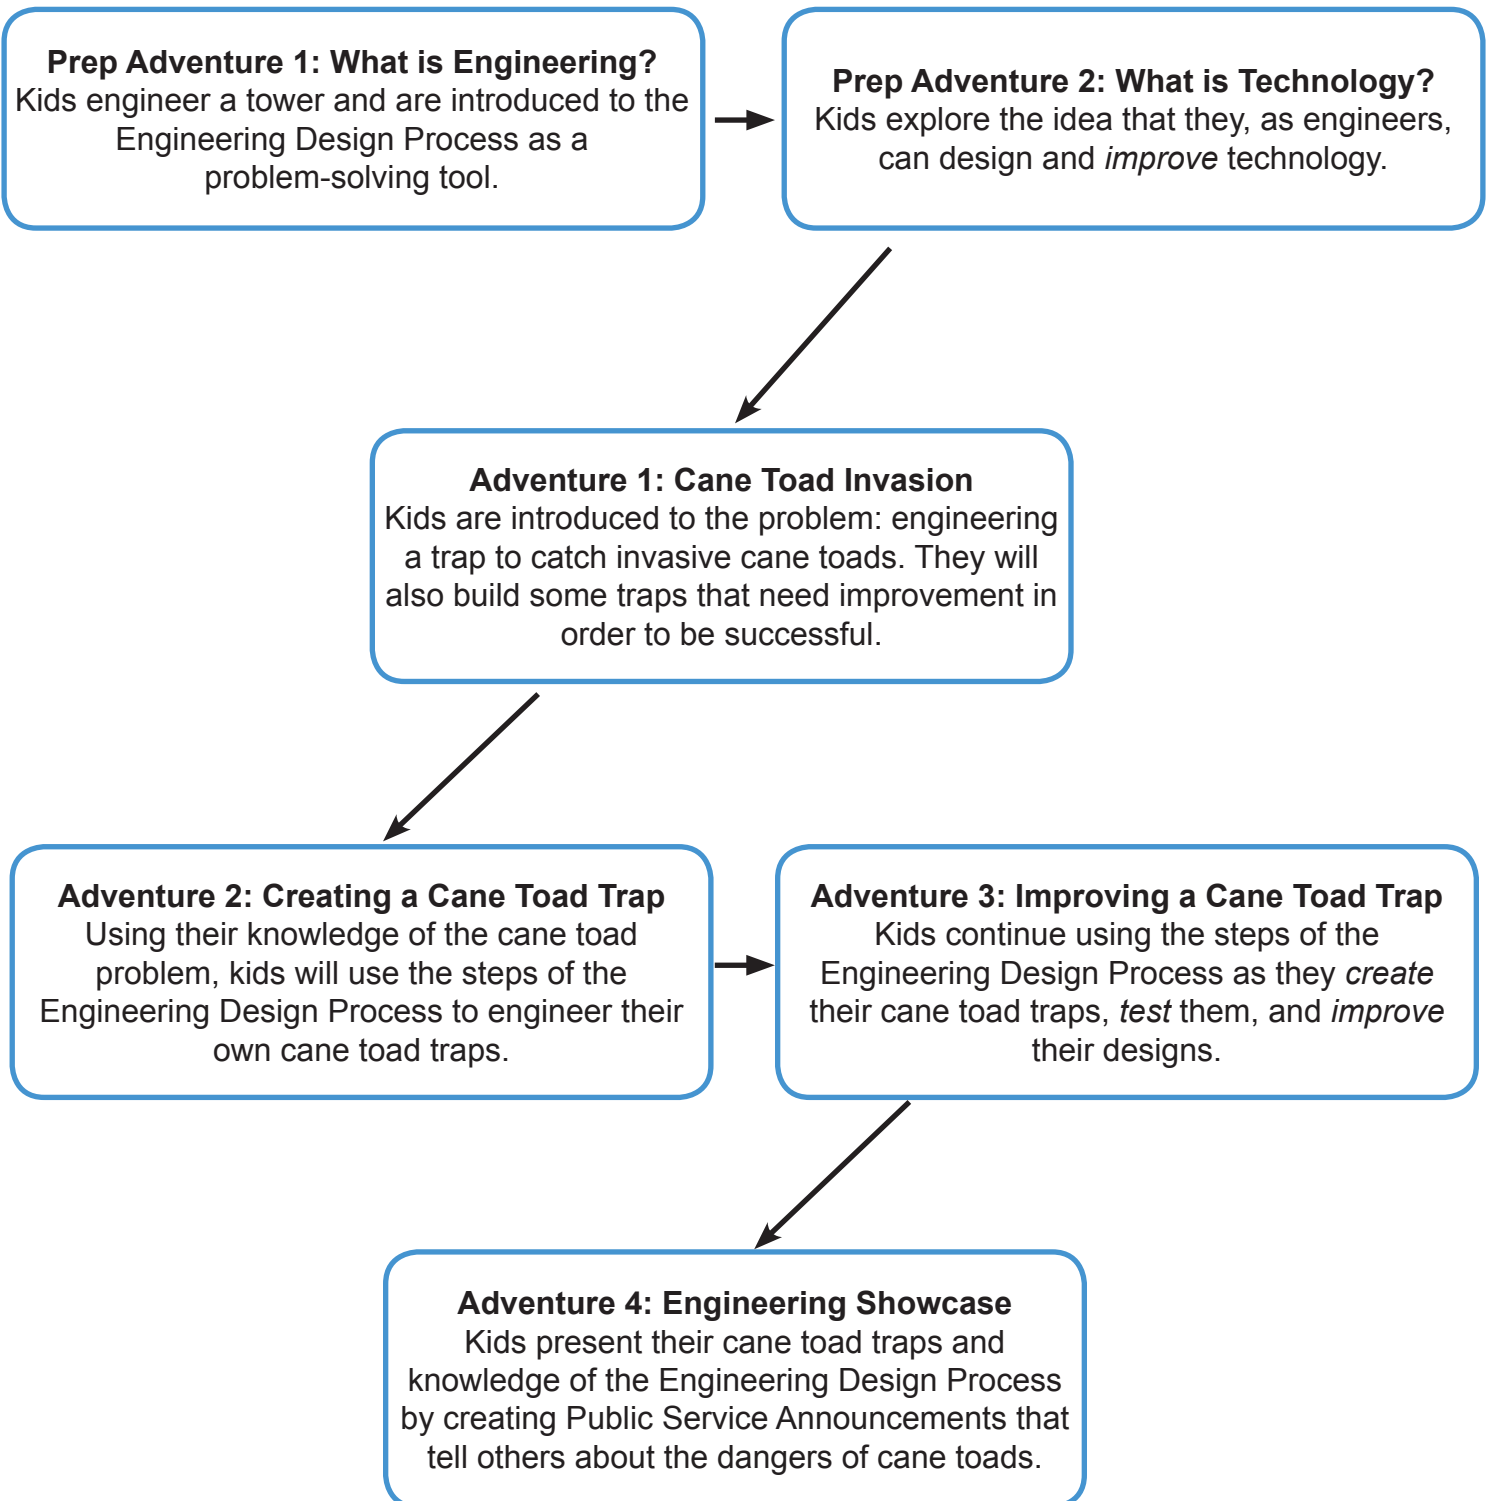 Prep Adventure 1: What is Engineering?
Kids engineer a tower and are introduced to the
Engineering Design Process as a
problem-solving tool.
Prep Adventure 2: What is Technology?
Kids explore the idea that they, as engineers,
can design and improve technology.
Adventure 1: Cane Toad Invasion
Kids are introduced to the problem: engineering
a trap to catch invasive cane toads. They will
also build some traps that need improvement in
order to be successful.
Adventure 2: Creating a Cane Toad Trap
Using their knowledge of the cane toad
problem, kids will use the steps of the
Engineering Design Process to engineer their
own cane toad traps.
Adventure 3: Improving a Cane Toad Trap
Kids continue using the steps of the
Engineering Design Process as they create
their cane toad traps, test them, and improve
their designs.
Adventure 4: Engineering Showcase
Kids present their cane toad traps and
knowledge of the Engineering Design Process
by creating Public Service Announcements that
tell others about the dangers of cane toads.